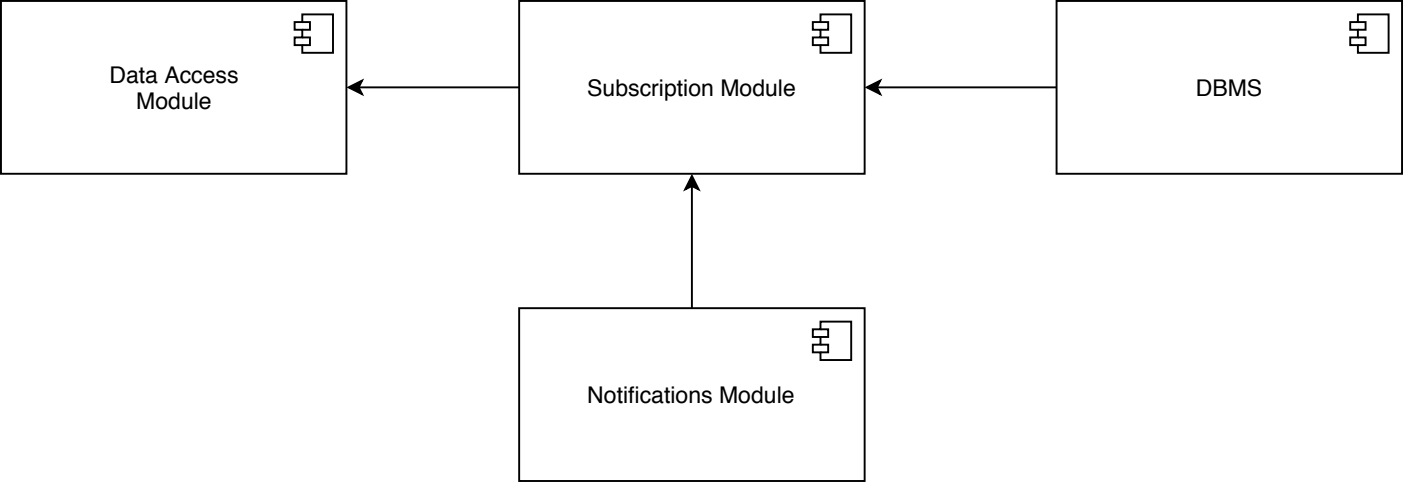 Data Access
Module
Subscription Module
DBMS
Notifications Module